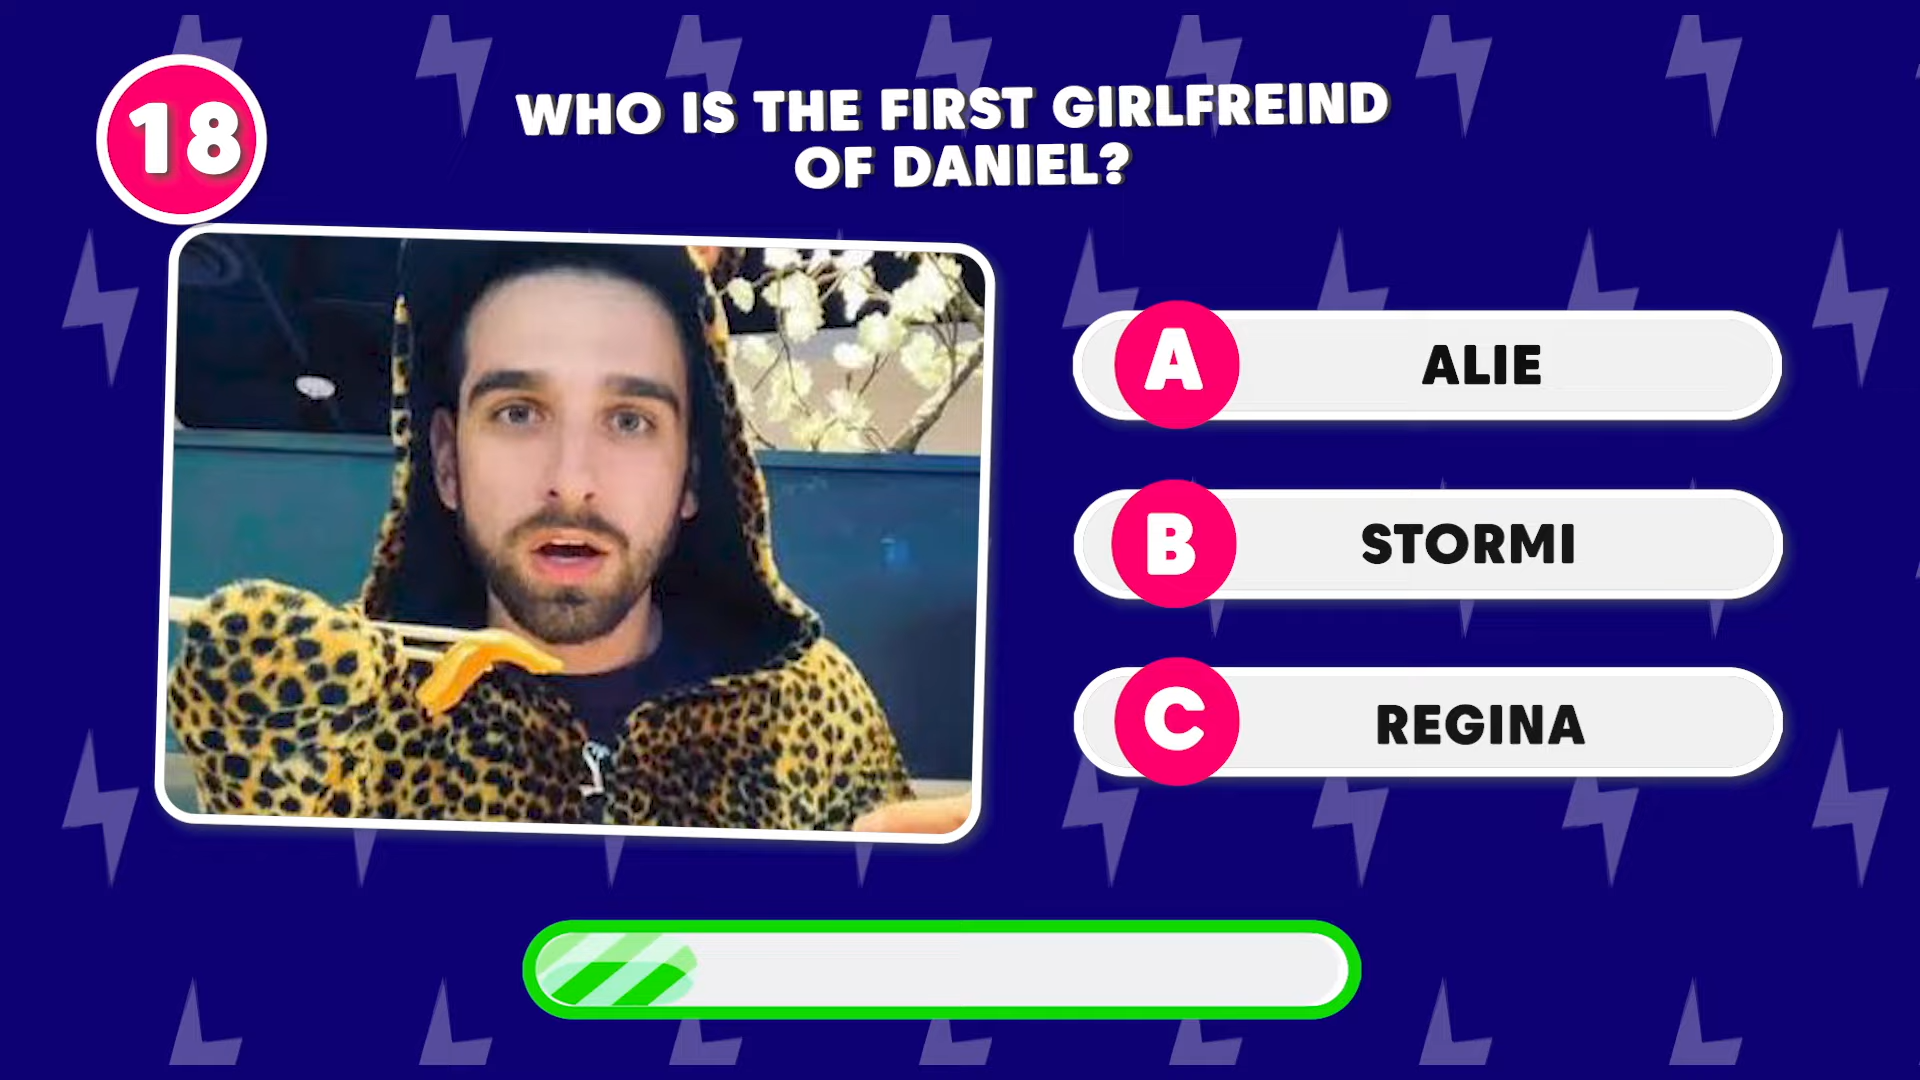 18
WHO IS THE FIRST GIRLFREIND
OF DANIEL?
A ALIE
B STORMI
C REGINA